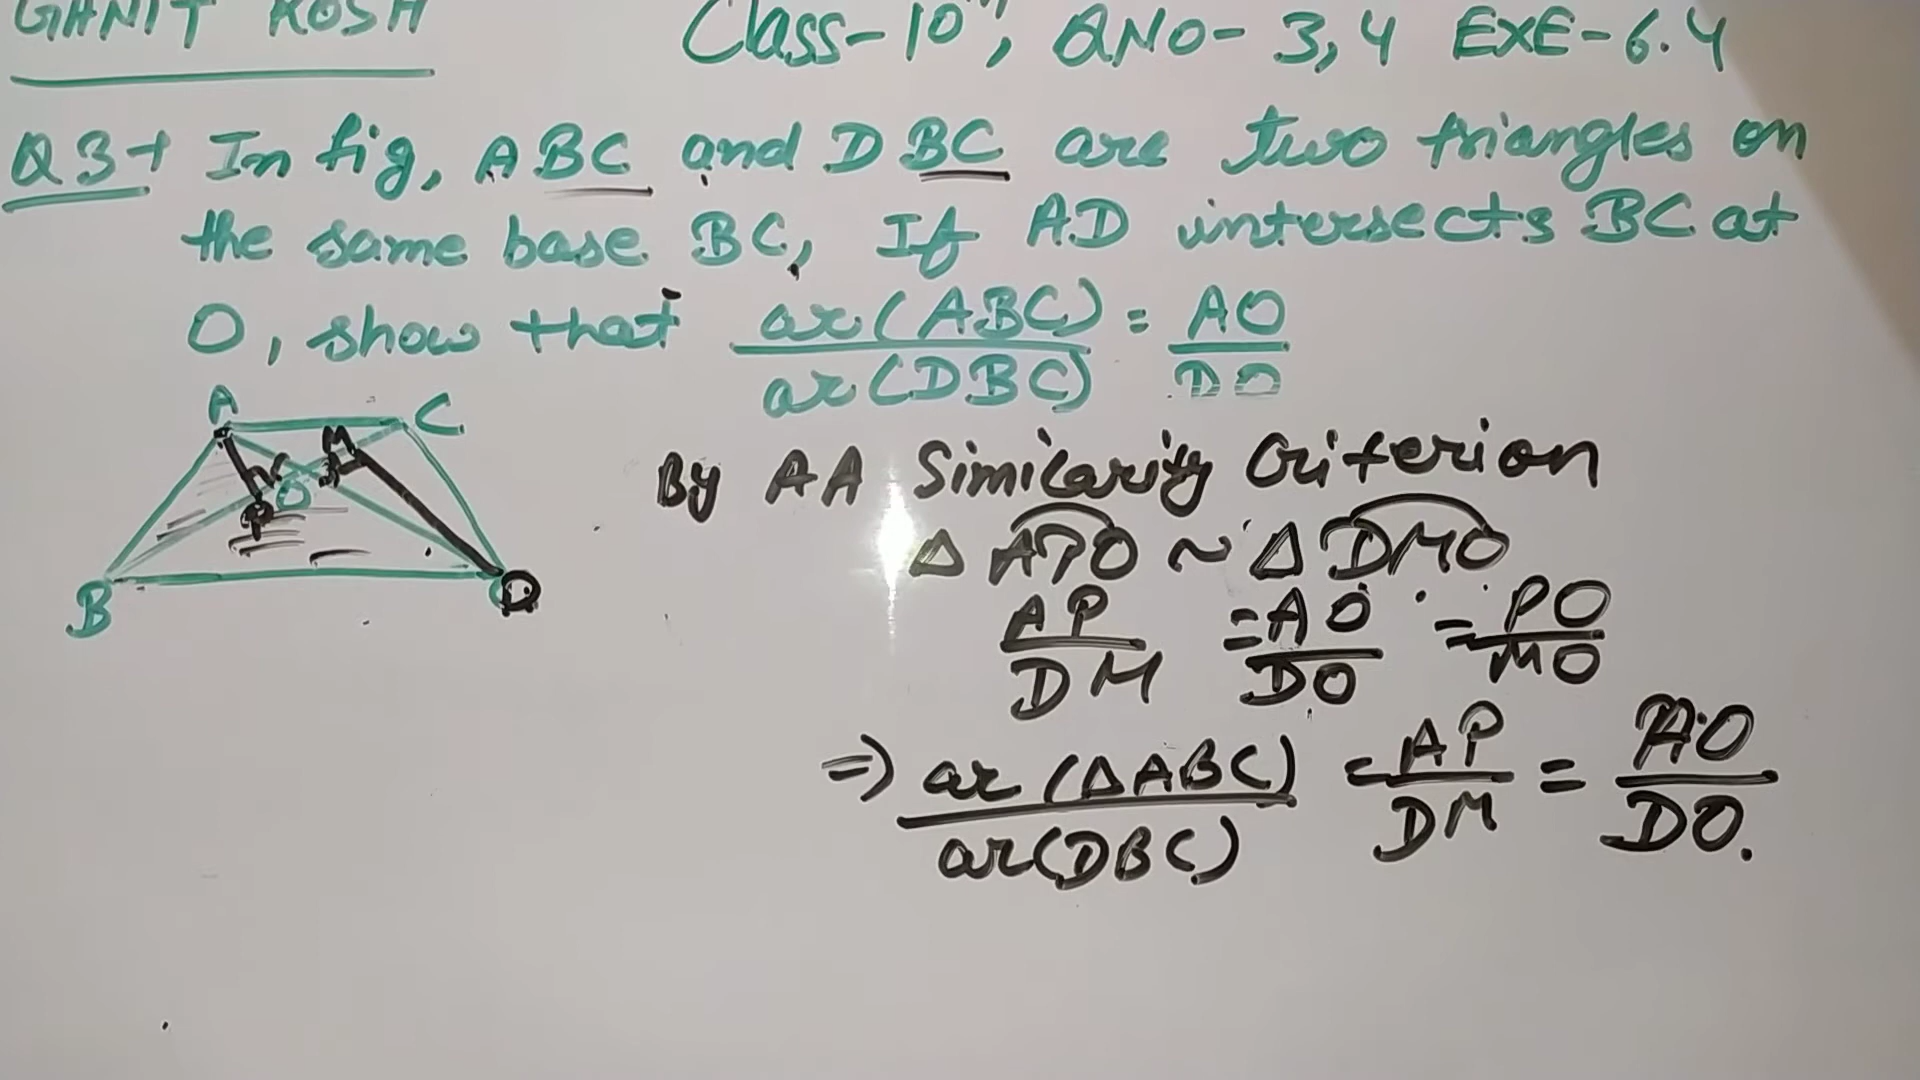 GANIT KOSH
Class-10th, QNO- 3,4 EXE-6.4
Q3→ In fig, ABC and DBC are two triangles on
the same base BC, If AD intersects BC at
O, show that ar(ABC)/ar(DBC) = AO/DO
A C
M
O
P
B D
By AA Similarity Criterion
Δ APO ~ Δ DMO
AP/DM = AO/DO = PO/MO
⇒ ar(ΔABC)/ar(DBC) = AP/DM = AO/DO.